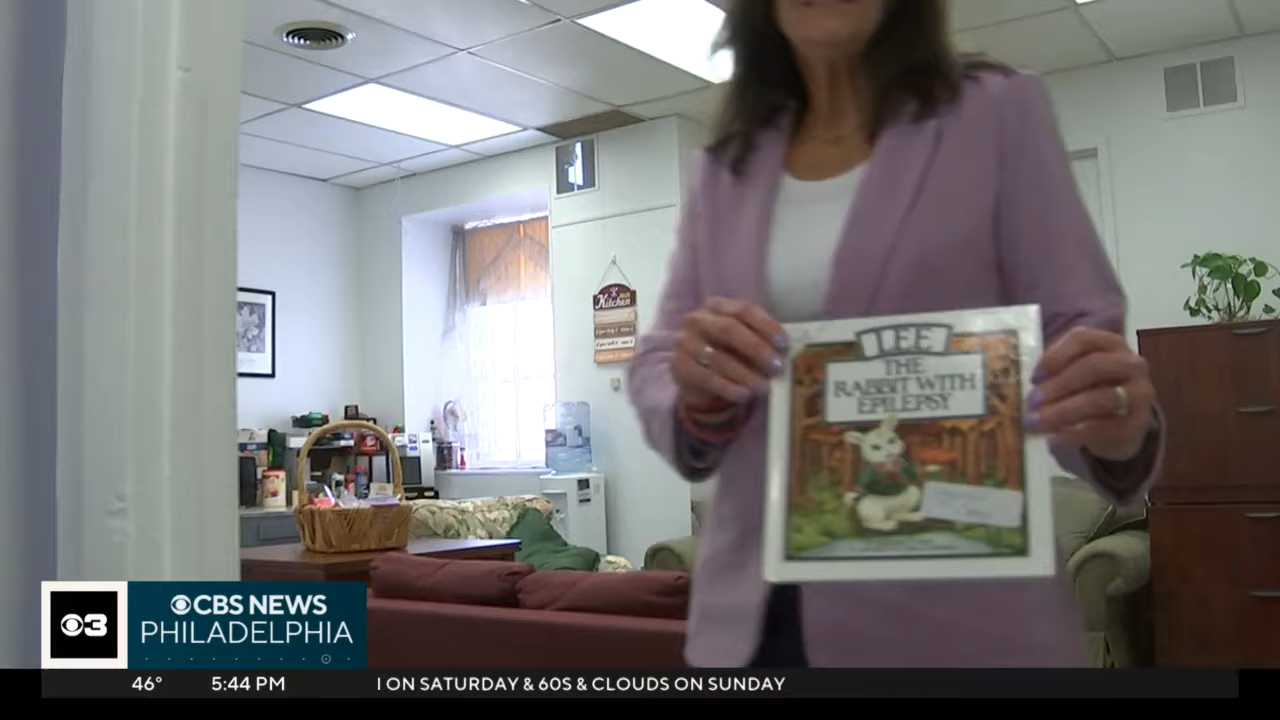 Kitchen
LEE
THE
RABBIT WITH
EPILEPSY
3
CBS NEWS
PHILADELPHIA
46° 5:44 PM I ON SATURDAY & 60S & CLOUDS ON SUNDAY